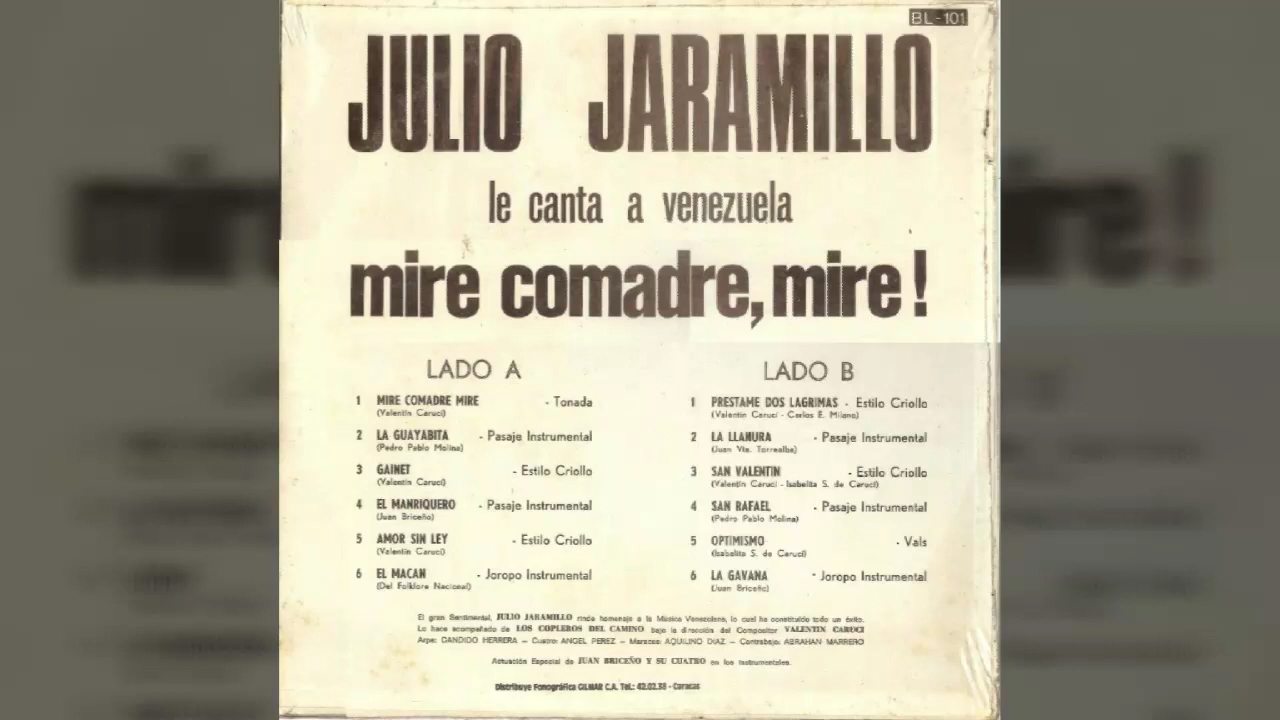 BL-101
JULIO JARAMILLO
le canta a venezuela
mire comadre, mire!
LADO A
1 MIRE COMADRE MIRE - Tonada
(Valentin Caruci)
2 LA GUAYABITA - Pasaje Instrumental
(Pedro Pablo Molina)
3 GAINET - Estilo Criollo
(Valentin Caruci)
4 EL MANRIQUERO - Pasaje Instrumental
(Juan Briceño)
5 AMOR SIN LEY - Estilo Criollo
(Valentin Caruci)
6 EL MACAN - Joropo Instrumental
(Del Folklore Nacional)
LADO B
1 PRESTAME DOS LAGRIMAS - Estilo Criollo
(Valentin Caruci - Carlos E. Milano)
2 LA LLANURA - Pasaje Instrumental
(Juan Vte. Torrealba)
3 SAN VALENTIN - Estilo Criollo
(Valentin Caruci - Isabelita S. de Caruci)
4 SAN RAFAEL - Pasaje Instrumental
(Pedro Pablo Molina)
5 OPTIMISMO - Vals
(Isabelita S. de Caruci)
6 LA GAVANA - Joropo Instrumental
(Juan Briceño)
El gran Sentimental, JULIO JARAMILLO rinde homenaje a la Música Venezolana, lo cual ha constituído todo un éxito.
Lo hace acompañado de LOS COPLEROS DEL CAMINO bajo la dirección del Compositor VALENTIN CARUCI
Arpa: CANDIDO HERRERA — Cuatro: ANGEL PEREZ — Maracas: AQUILINO DIAZ — Contrabajo: ABRAHAN MARRERO
Actuación Especial de JUAN BRICEÑO Y SU CUATRO en los Instrumentales.
Distribuye Fonográfica GILMAR C.A. Tel.: 42.02.38 - Caracas